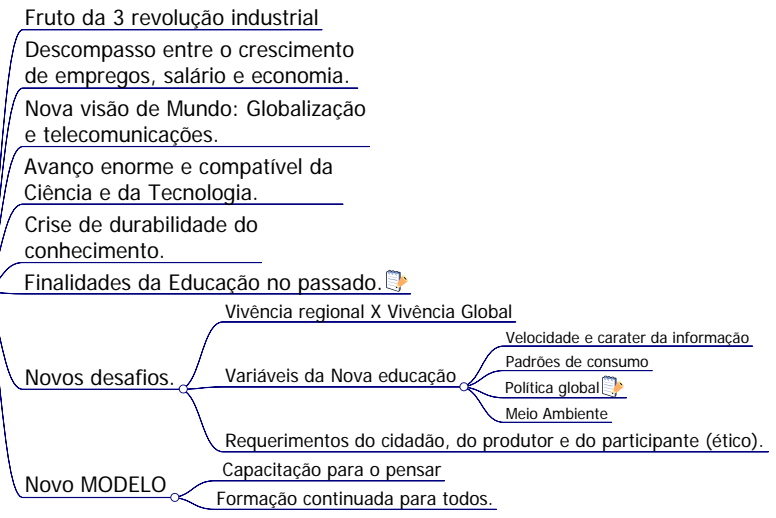 Fruto da 3 revolução industrial
Descompasso entre o crescimento
de empregos, salário e economia.
Nova visão de Mundo: Globalização
e telecomunicações.
Avanço enorme e compatível da
Ciência e da Tecnologia.
Crise de durabilidade do
conhecimento.
Finalidades da Educação no passado.
Novos desafios.
Vivência regional X Vivência Global
Variáveis da Nova educação
Velocidade e carater da informação
Padrões de consumo
Política global
Meio Ambiente
Requerimentos do cidadão, do produtor e do participante (ético).
Novo MODELO
Capacitação para o pensar
Formação continuada para todos.